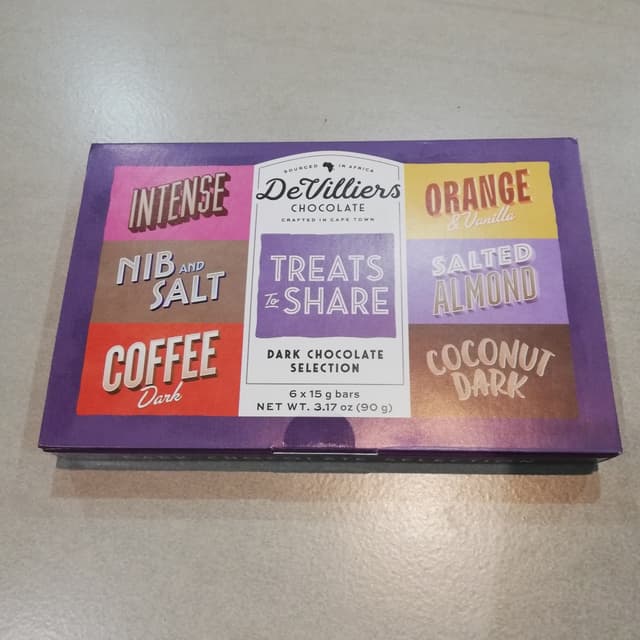 INTENSE
NIB AND
SALT
COFFEE
Dark
SOURCED IN AFRICA
DeVilliers
CHOCOLATE
CRAFTED IN CAPE TOWN
TREATS
To SHARE
DARK CHOCOLATE
SELECTION
6 x 15 g bars
NET WT. 3.17 oz (90 g)
ORANGE
& Vanilla
SALTED
ALMOND
COCONUT
DARK